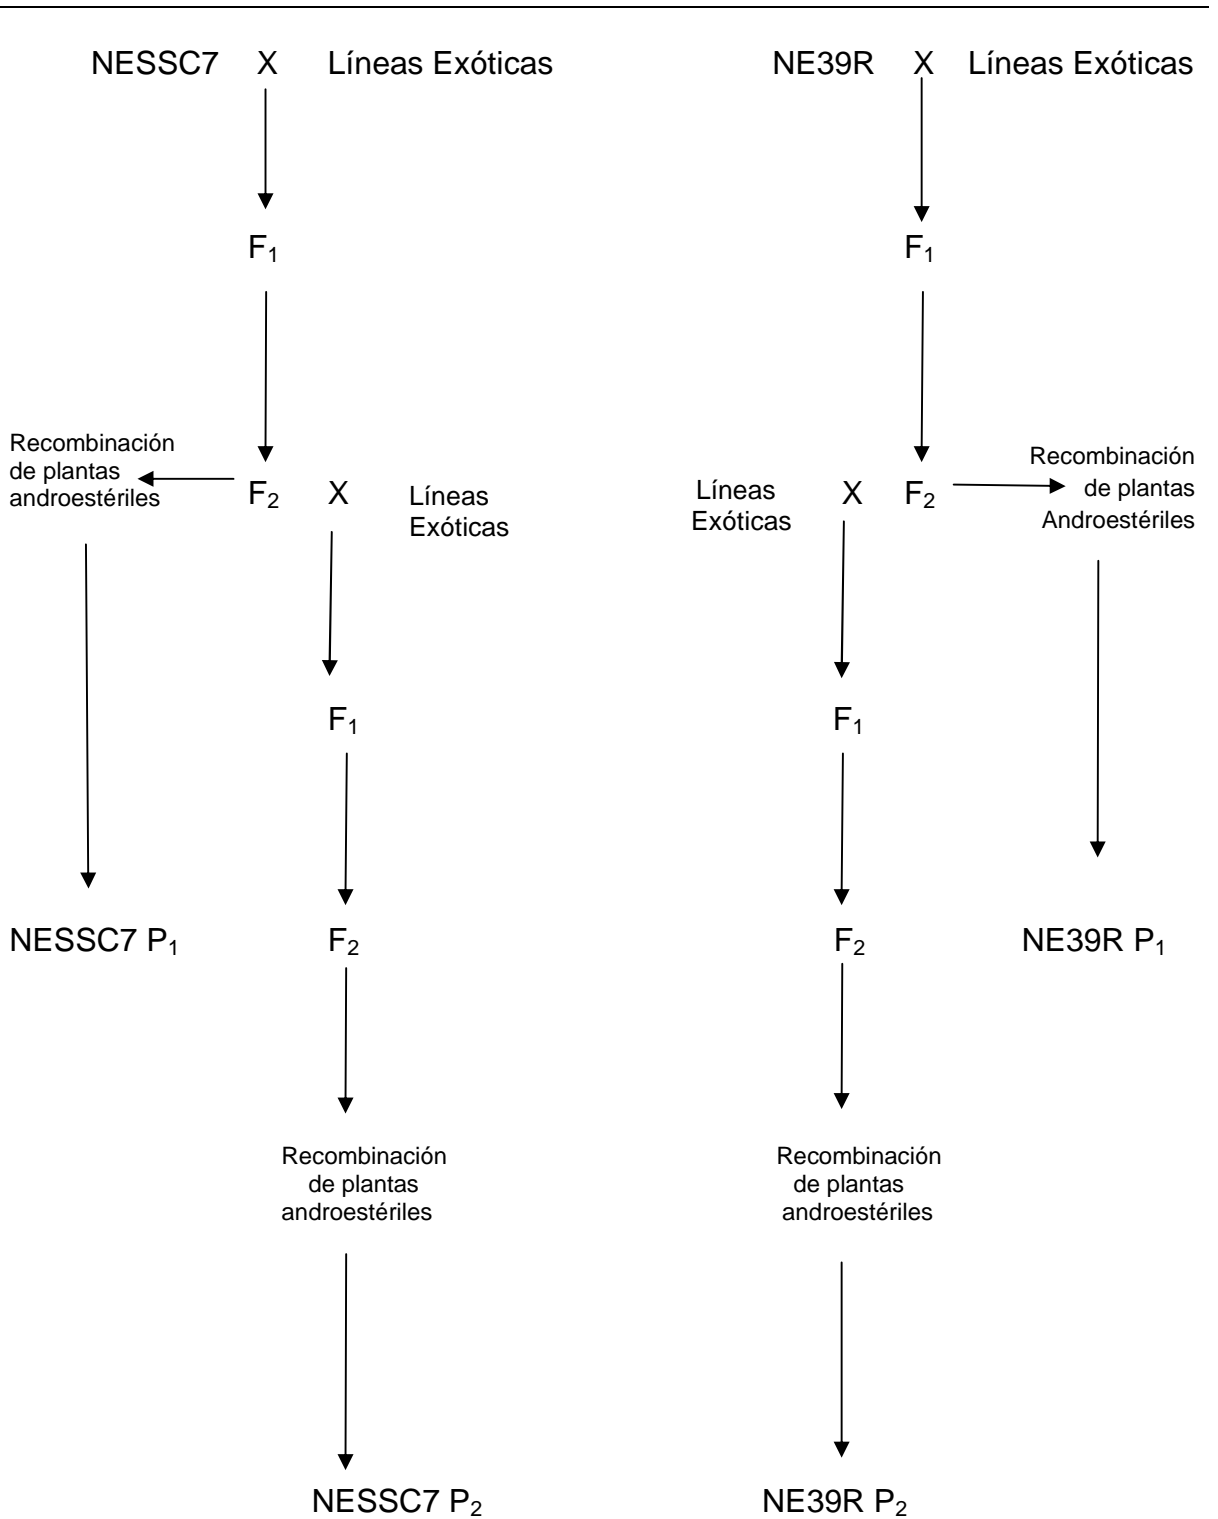 NESSC7 X Líneas Exóticas
NE39R X Líneas Exóticas
F₁
F₁
Recombinación
de plantas
androestériles
F₂ X
Líneas
Exóticas
Líneas
Exóticas
X F₂
Recombinación
de plantas
Androestériles
F₁
F₁
NESSC7 P₁
F₂
F₂
NE39R P₁
Recombinación
de plantas
androestériles
Recombinación
de plantas
androestériles
NESSC7 P₂
NE39R P₂